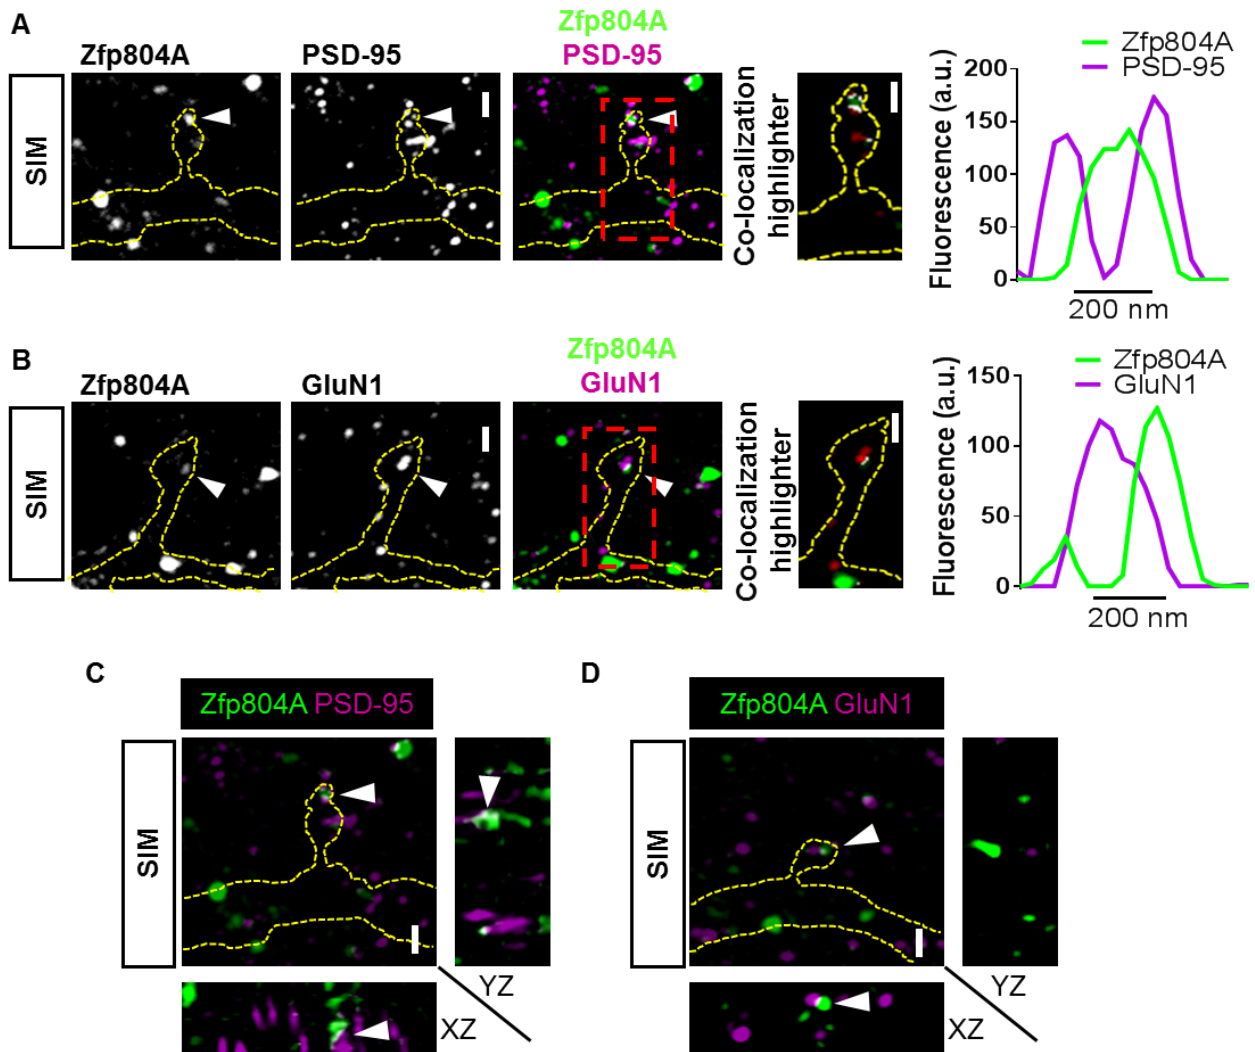 A
Zfp804A
PSD-95
Zfp804A
PSD-95
SIM
Co-localization
highlighter
Zfp804A
PSD-95
Fluorescence (a.u.)
200
150
100
50
0
200 nm
B
Zfp804A
GluN1
Zfp804A
GluN1
SIM
Co-localization
highlighter
Zfp804A
GluN1
Fluorescence (a.u.)
150
100
50
0
200 nm
C
Zfp804A PSD-95
SIM
YZ
XZ
D
Zfp804A GluN1
SIM
YZ
XZ